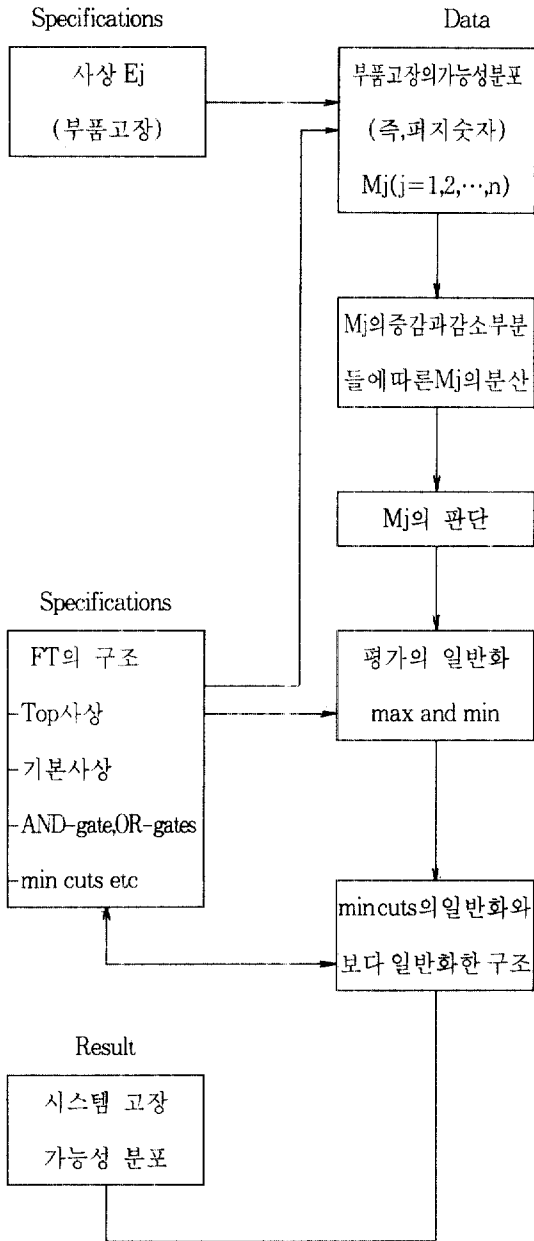 Specifications
사상 Ej
(부품고장)
Data
부품고장의가능성분포
(즉,퍼지숫자)
Mj(j=1,2,⋯,n)
Mj의증감과감소부분
들에따른Mj의분산
Mj의 판단
Specifications
FT의 구조
Top사상
기본사상
AND-gate,OR-gates
min cuts etc
평가의 일반화
max and min
min cuts의일반화와
보다 일반화한 구조
Result
시스템 고장
가능성 분포